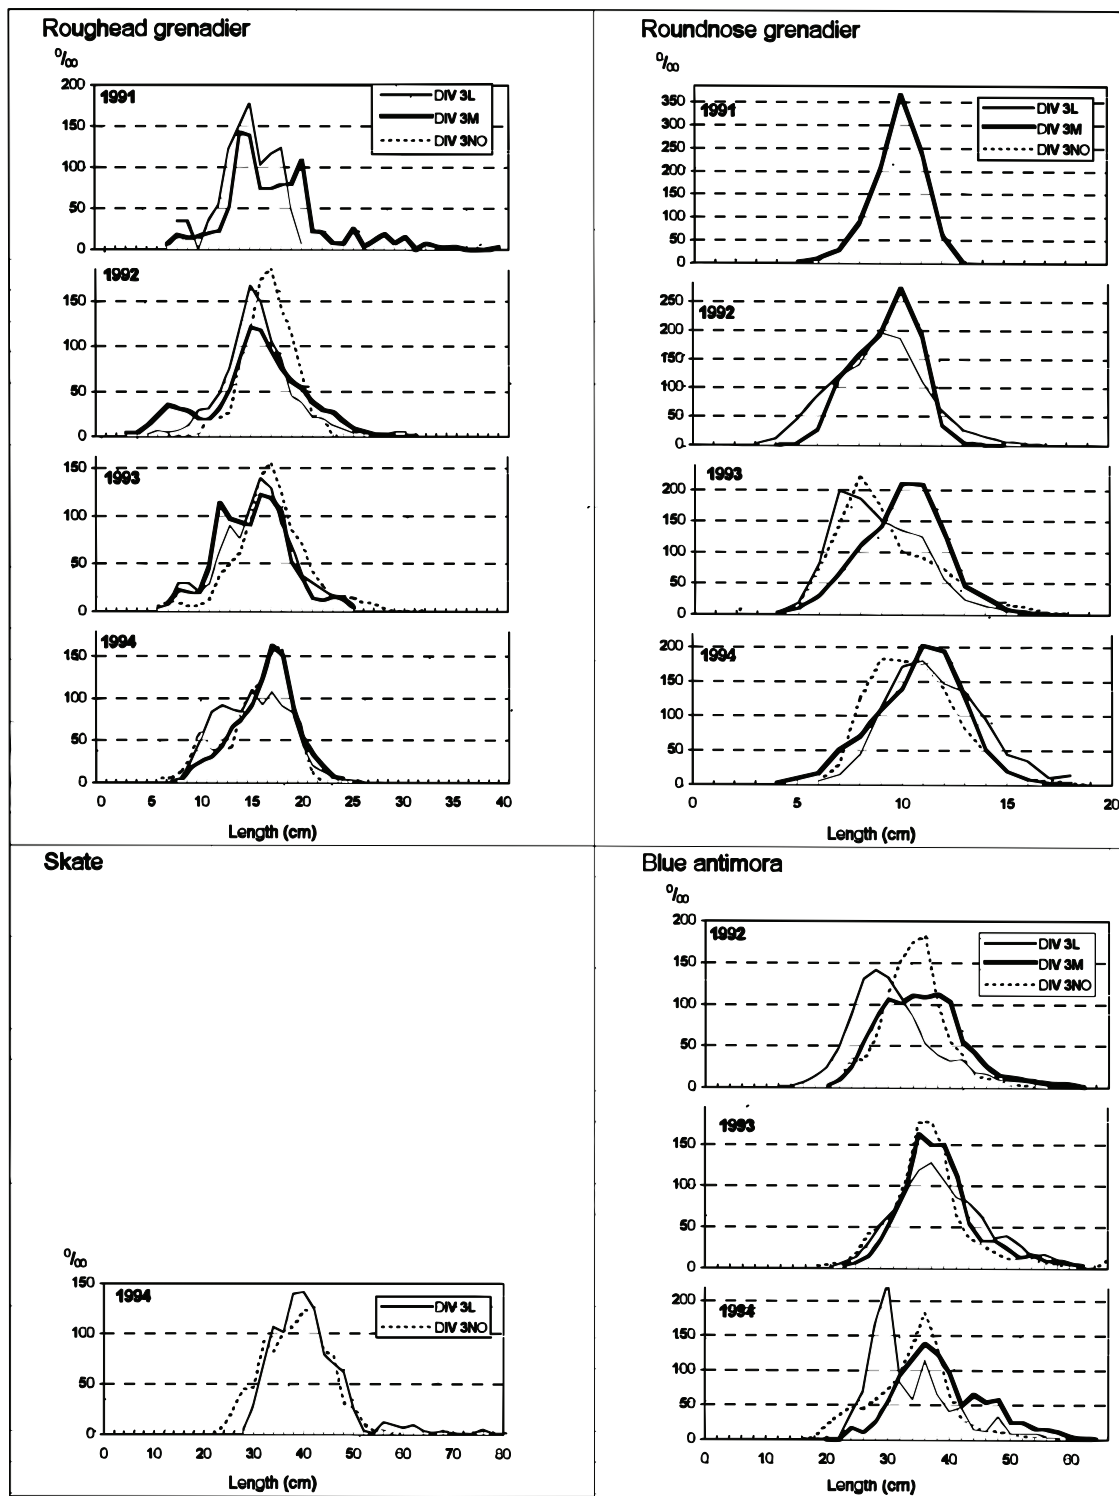 Roughead grenadier
º/₀₀
200
150
100
50
0
1991
DIV 3L
DIV 3M
DIV 3NO
1992
150
100
50
0
1993
150
100
50
0
1994
150
100
50
0
0 5 10 15 20 25 30 35 40
Length (cm)
Roundnose grenadier
º/₀₀
350
300
250
200
150
100
50
0
1991
DIV 3L
DIV 3M
DIV 3NO
1992
250
200
150
100
50
0
1993
200
150
100
50
0
1994
200
150
100
50
0
0 5 10 15 20
Length (cm)
Skate
º/₀₀
150
100
50
0
1994
DIV 3L
DIV 3NO
0 10 20 30 40 50 60 70 80
Length (cm)
Blue antimora
º/₀₀
200
150
100
50
0
1992
DIV 3L
DIV 3M
DIV 3NO
1993
150
100
50
0
1994
200
150
100
50
0
0 10 20 30 40 50 60
Length (cm)